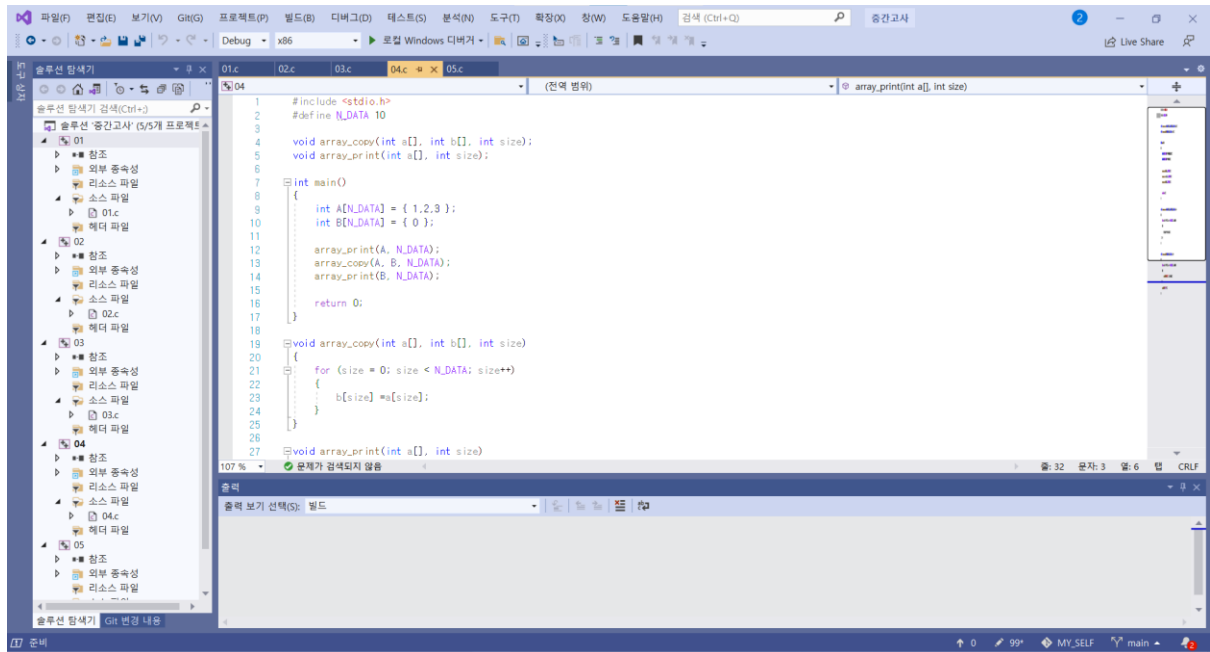 파일(F) 편집(E) 보기(V) Git(G) 프로젝트(P) 빌드(B) 디버그(D) 테스트(S) 분석(N) 도구(T) 확장(X) 창(W) 도움말(H) 검색 (Ctrl+Q) 중간고사 2
Debug x86 로컬 Windows 디버거 Live Share
도구 상자
솔루션 탐색기
솔루션 탐색기 검색(Ctrl+;)
솔루션 '중간고사' (5/5개 프로젝트
01
참조
외부 종속성
리소스 파일
소스 파일
01.c
헤더 파일
02
참조
외부 종속성
리소스 파일
소스 파일
02.c
헤더 파일
03
참조
외부 종속성
리소스 파일
소스 파일
03.c
헤더 파일
04
참조
외부 종속성
리소스 파일
소스 파일
04.c
헤더 파일
05
참조
외부 종속성
리소스 파일
솔루션 탐색기 Git 변경 내용
01.c 02.c 03.c 04.c 05.c
04 (전역 범위) array_print(int a[], int size)
1 #include <stdio.h>
2 #define N_DATA 10
3
4 void array_copy(int a[], int b[], int size);
5 void array_print(int a[], int size);
6
7 int main()
8 {
9 int A[N_DATA] = { 1,2,3 };
10 int B[N_DATA] = { 0 };
11
12 array_print(A, N_DATA);
13 array_copy(A, B, N_DATA);
14 array_print(B, N_DATA);
15
16 return 0;
17 }
18
19 void array_copy(int a[], int b[], int size)
20 {
21 for (size = 0; size < N_DATA; size++)
22 {
23 b[size] =a[size];
24 }
25 }
26
27 void array_print(int a[], int size)
107 % 문제가 검색되지 않음 줄: 32 문자: 3 열: 6 탭 CRLF
출력
출력 보기 선택(S): 빌드
준비 0 99+ MY_SELF main 2